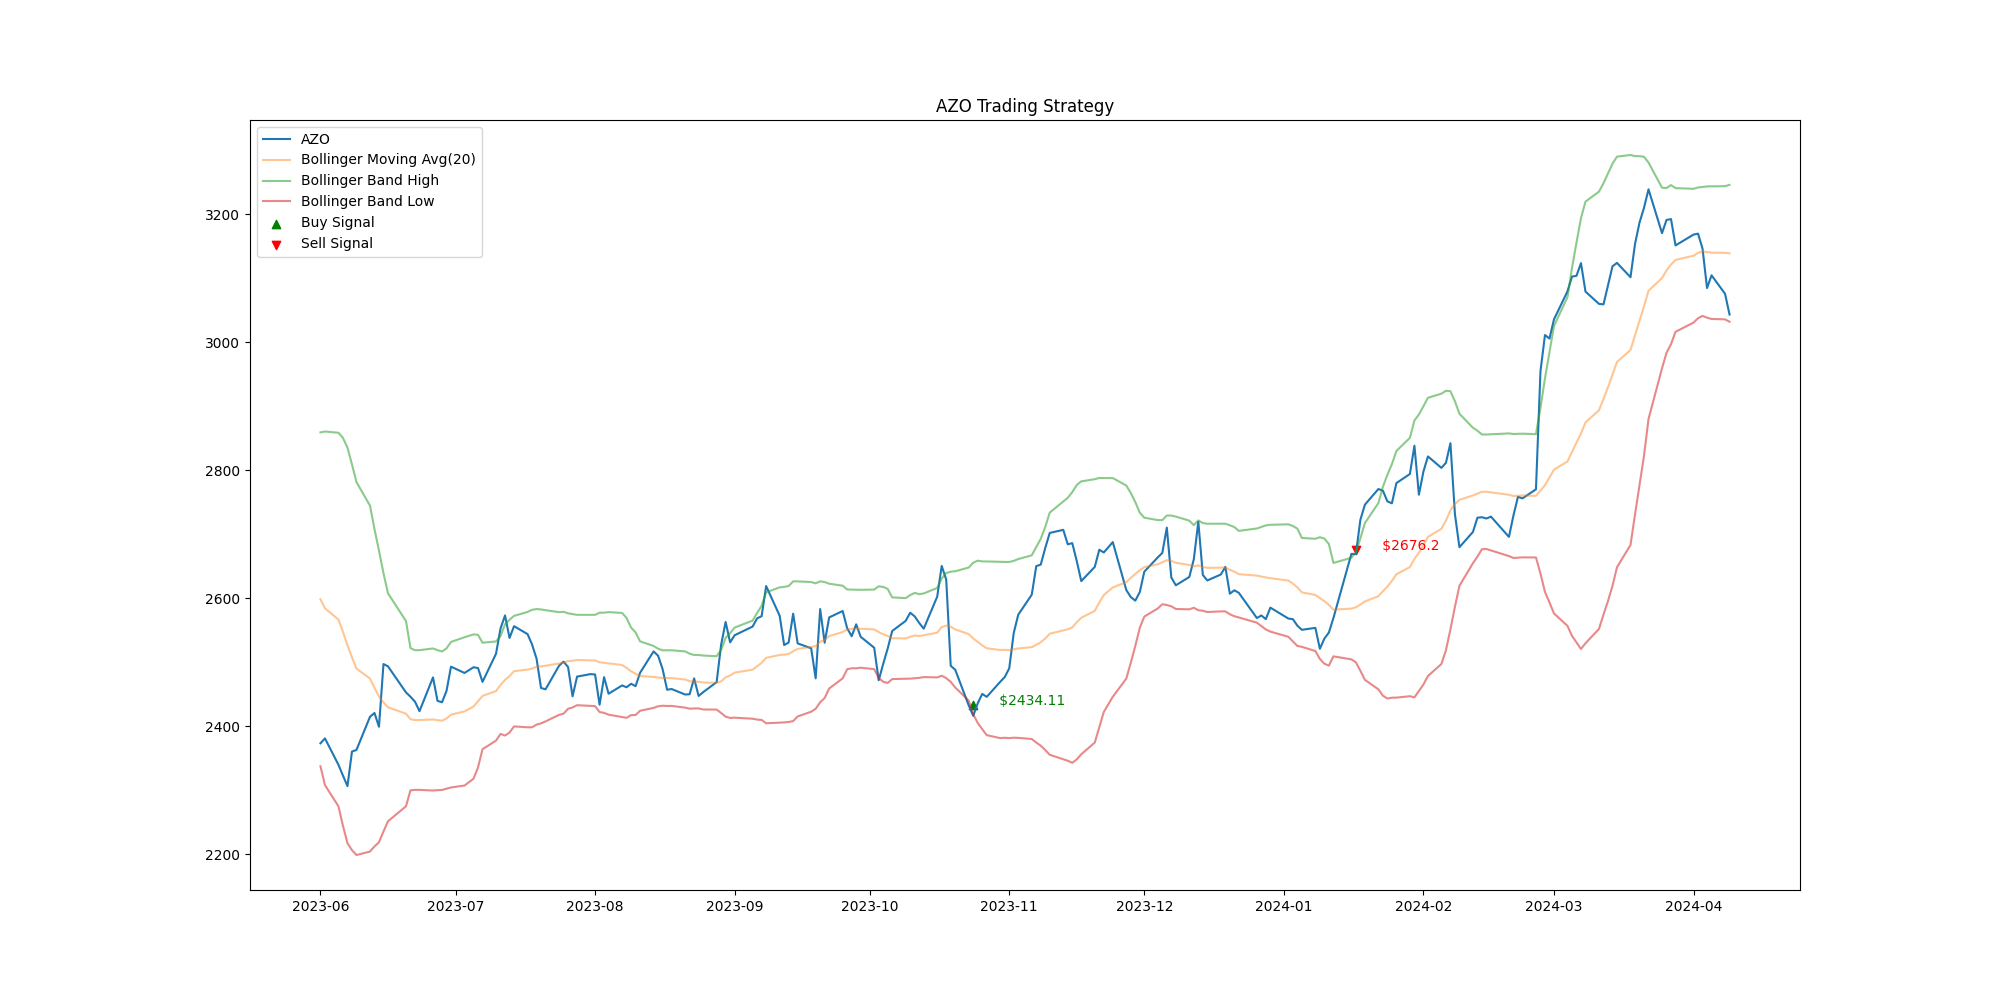 AZO Trading Strategy
AZO
Bollinger Moving Avg(20)
Bollinger Band High
Bollinger Band Low
Buy Signal
Sell Signal
3200
3000
2800
2600
2400
2200
$2676.2
$2434.11
2023-06 2023-07 2023-08 2023-09 2023-10 2023-11 2023-12 2024-01 2024-02 2024-03 2024-04